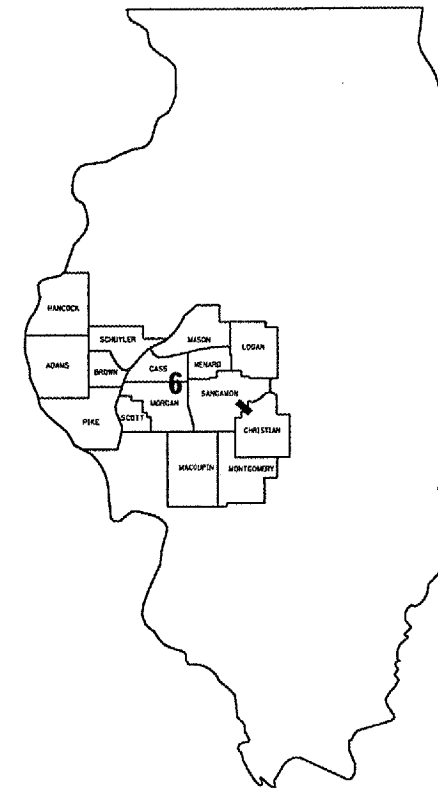 HANCOCK
SCHUYLER
MASON
LOGAN
ADAMS
BROWN
CASS
MENARD
6
SANGAMON
MORGAN
PIKE
SCOTT
CHRISTIAN
MACOUPIN
MONTGOMERY